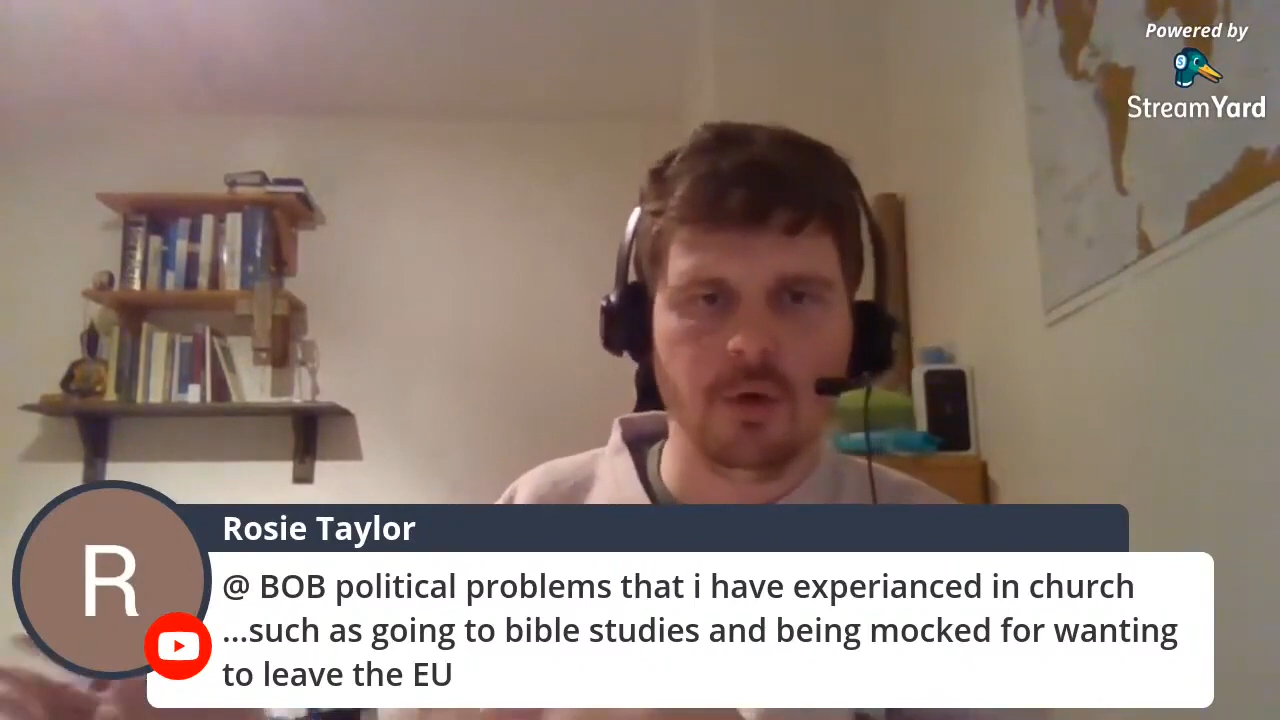 Powered by
StreamYard
Rosie Taylor
@ BOB political problems that i have experianced in church
...such as going to bible studies and being mocked for wanting
to leave the EU
R